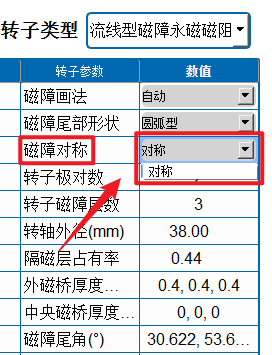 转子类型 流线型磁障永磁磁阻
转子参数 数值
磁障画法 自动
磁障尾部形状 圆弧型
磁障对称 对称
对称
转子极对数
转子磁障层数 3
转轴外径(mm) 38.00
隔磁层占有率 0.44
外磁桥厚度... 0.4, 0.4, 0.4
中央磁桥厚度... 0, 0, 0
磁障尾角(°) 30.622, 53.6...